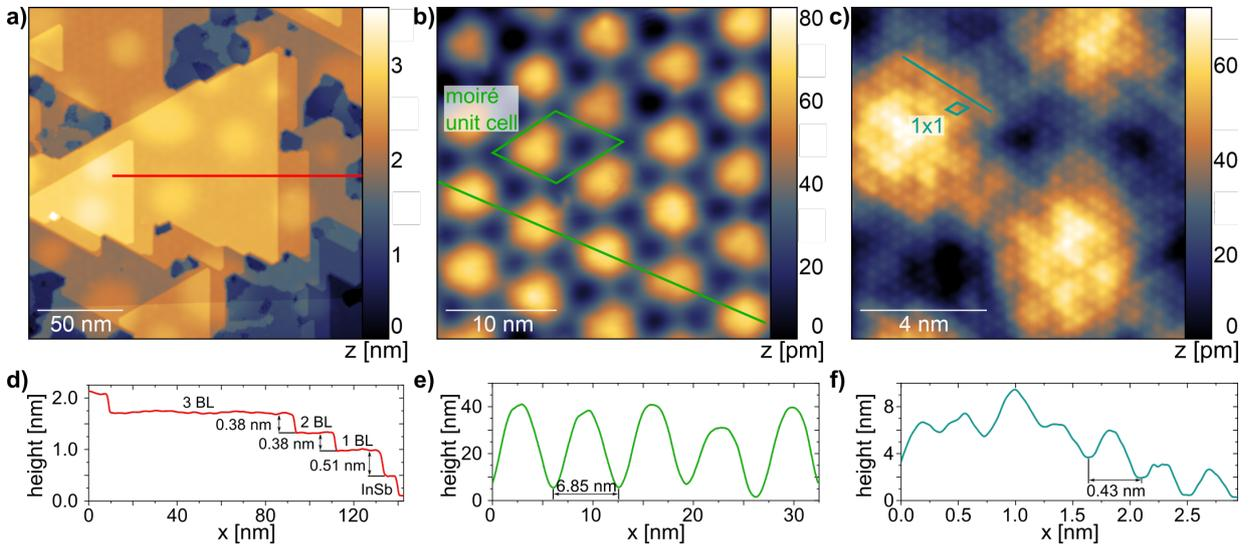 a)
3
2
1
0
50 nm
z [nm]
b)
moiré
unit cell
80
60
40
20
0
10 nm
z [pm]
c)
1x1
60
40
20
0
4 nm
z [pm]
d)
height [nm]
2.0
1.0
0.0
3 BL
0.38 nm
2 BL
0.38 nm
1 BL
0.51 nm
InSb
0 40 80 120
x [nm]
e)
height [nm]
40
20
0
6.85 nm
0 10 20 30
x [nm]
f)
height [nm]
8
4
0
0.43 nm
0.0 0.5 1.0 1.5 2.0 2.5
x [nm]